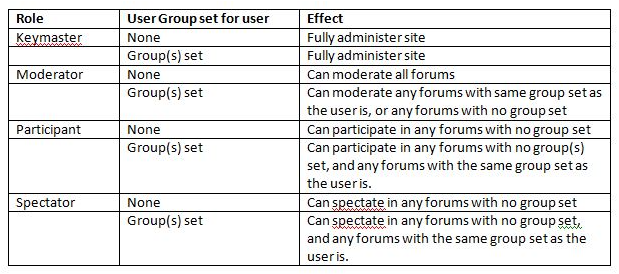 Role User Group set for user Effect
Keymaster None Fully administer site
Group(s) set Fully administer site
Moderator None Can moderate all forums
Group(s) set Can moderate any forums with same group set as
the user is, or any forums with no group set
Participant None Can participate in any forums with no group set
Group(s) set Can participate in any forums with no group(s)
set, and any forums with the same group set as
the user is.
Spectator None Can spectate in any forums with no group set
Group(s) set Can spectate in any forums with no group set,
and any forums with the same group set as the
user is.